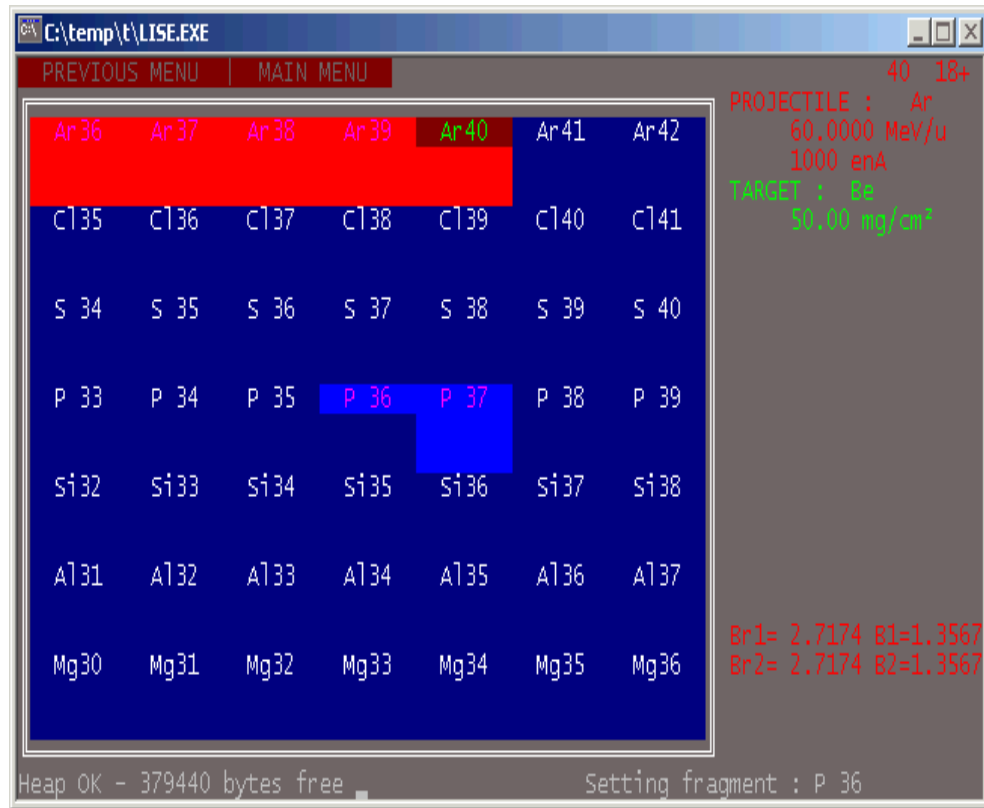 C:\temp\t\LISE.EXE
PREVIOUS MENU | MAIN MENU
40 18+
PROJECTILE : Ar
60.0000 MeV/u
1000 enA
TARGET : Be
50.00 mg/cm²
Ar36 Ar37 Ar38 Ar39 Ar40 Ar41 Ar42
Cl35 Cl36 Cl37 Cl38 Cl39 Cl40 Cl41
S 34 S 35 S 36 S 37 S 38 S 39 S 40
P 33 P 34 P 35 P 36 P 37 P 38 P 39
Si32 Si33 Si34 Si35 Si36 Si37 Si38
Al31 Al32 Al33 Al34 Al35 Al36 Al37
Mg30 Mg31 Mg32 Mg33 Mg34 Mg35 Mg36
Br1= 2.7174 B1=1.3567
Br2= 2.7174 B2=1.3567
Heap OK - 379440 bytes free _ Setting fragment : P 36